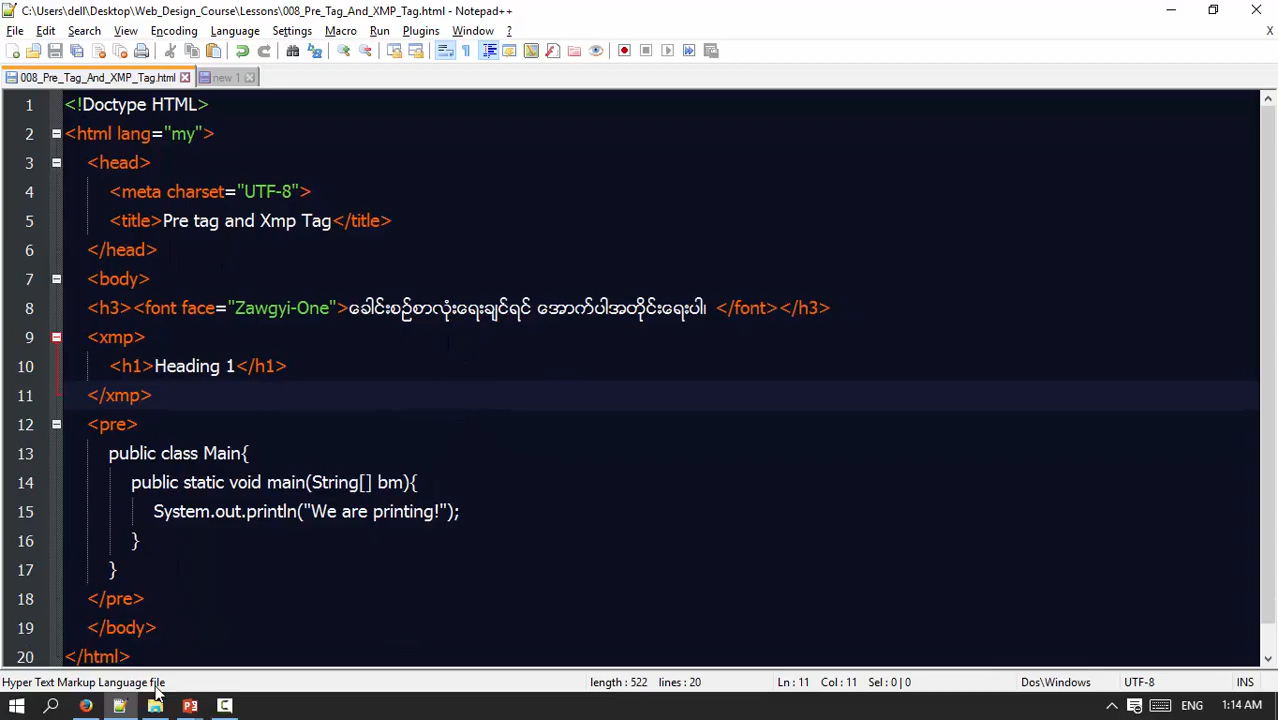 C:\Users\dell\Desktop\Web_Design_Course\Lessons\008_Pre_Tag_And_XMP_Tag.html - Notepad++
File Edit Search View Encoding Language Settings Macro Run Plugins Window ?
X
008_Pre_Tag_And_XMP_Tag.html new 1
1 <!Doctype HTML>
2 <html lang="my">
3 <head>
4 <meta charset="UTF-8">
5 <title>Pre tag and Xmp Tag</title>
6 </head>
7 <body>
8 <h3><font face="Zawgyi-One">ခေါင်းစဉ်စာလုံးရေးချင်ရင် အောက်ပါအတိုင်းရေးပါ၊ </font></h3>
9 <xmp>
10 <h1>Heading 1</h1>
11 </xmp>
12 <pre>
13 public class Main{
14 public static void main(String[] bm){
15 System.out.println("We are printing!");
16 }
17 }
18 </pre>
19 </body>
20 </html>
Hyper Text Markup Language file length : 522 lines : 20 Ln : 11 Col : 11 Sel : 0 | 0 Dos\Windows UTF-8 INS
ENG 1:14 AM